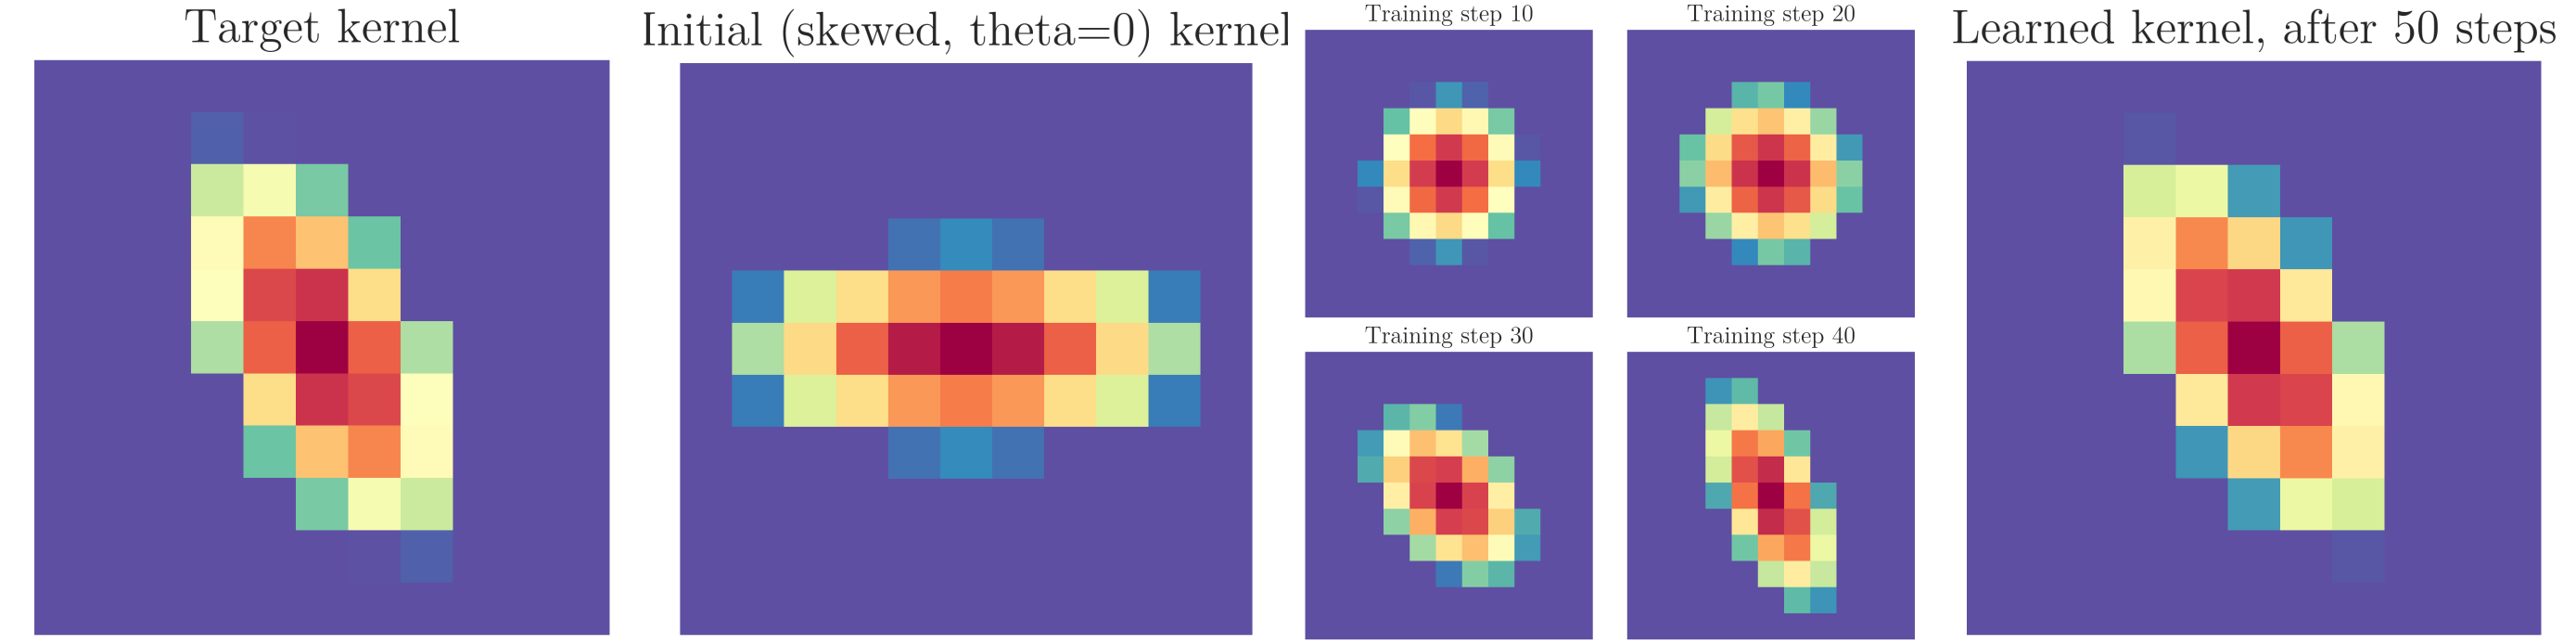 Target kernel
Initial (skewed, theta=0) kernel
Training step 10
Training step 20
Training step 30
Training step 40
Learned kernel, after 50 steps